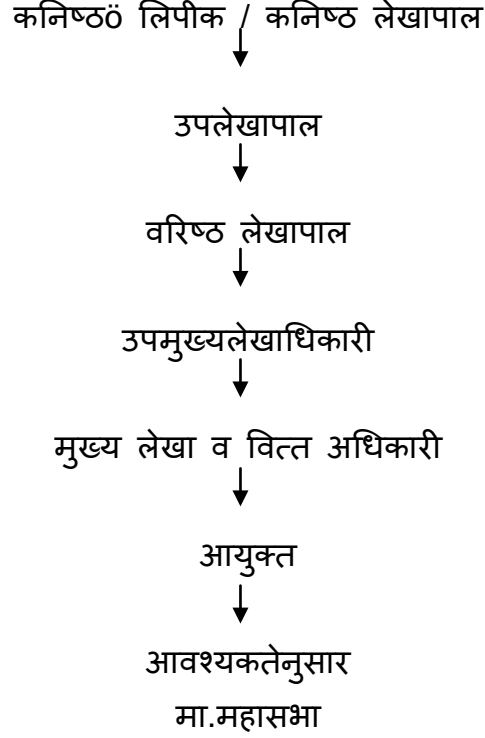 कनिष्ठö लिपीक / कनिष्ठ लेखापाल
उपलेखापाल
वरिष्ठ लेखापाल
उपमुख्यलेखाधिकारी
मुख्य लेखा व वित्त अधिकारी
आयुक्त
आवश्यकतेनुसार
मा.महासभा